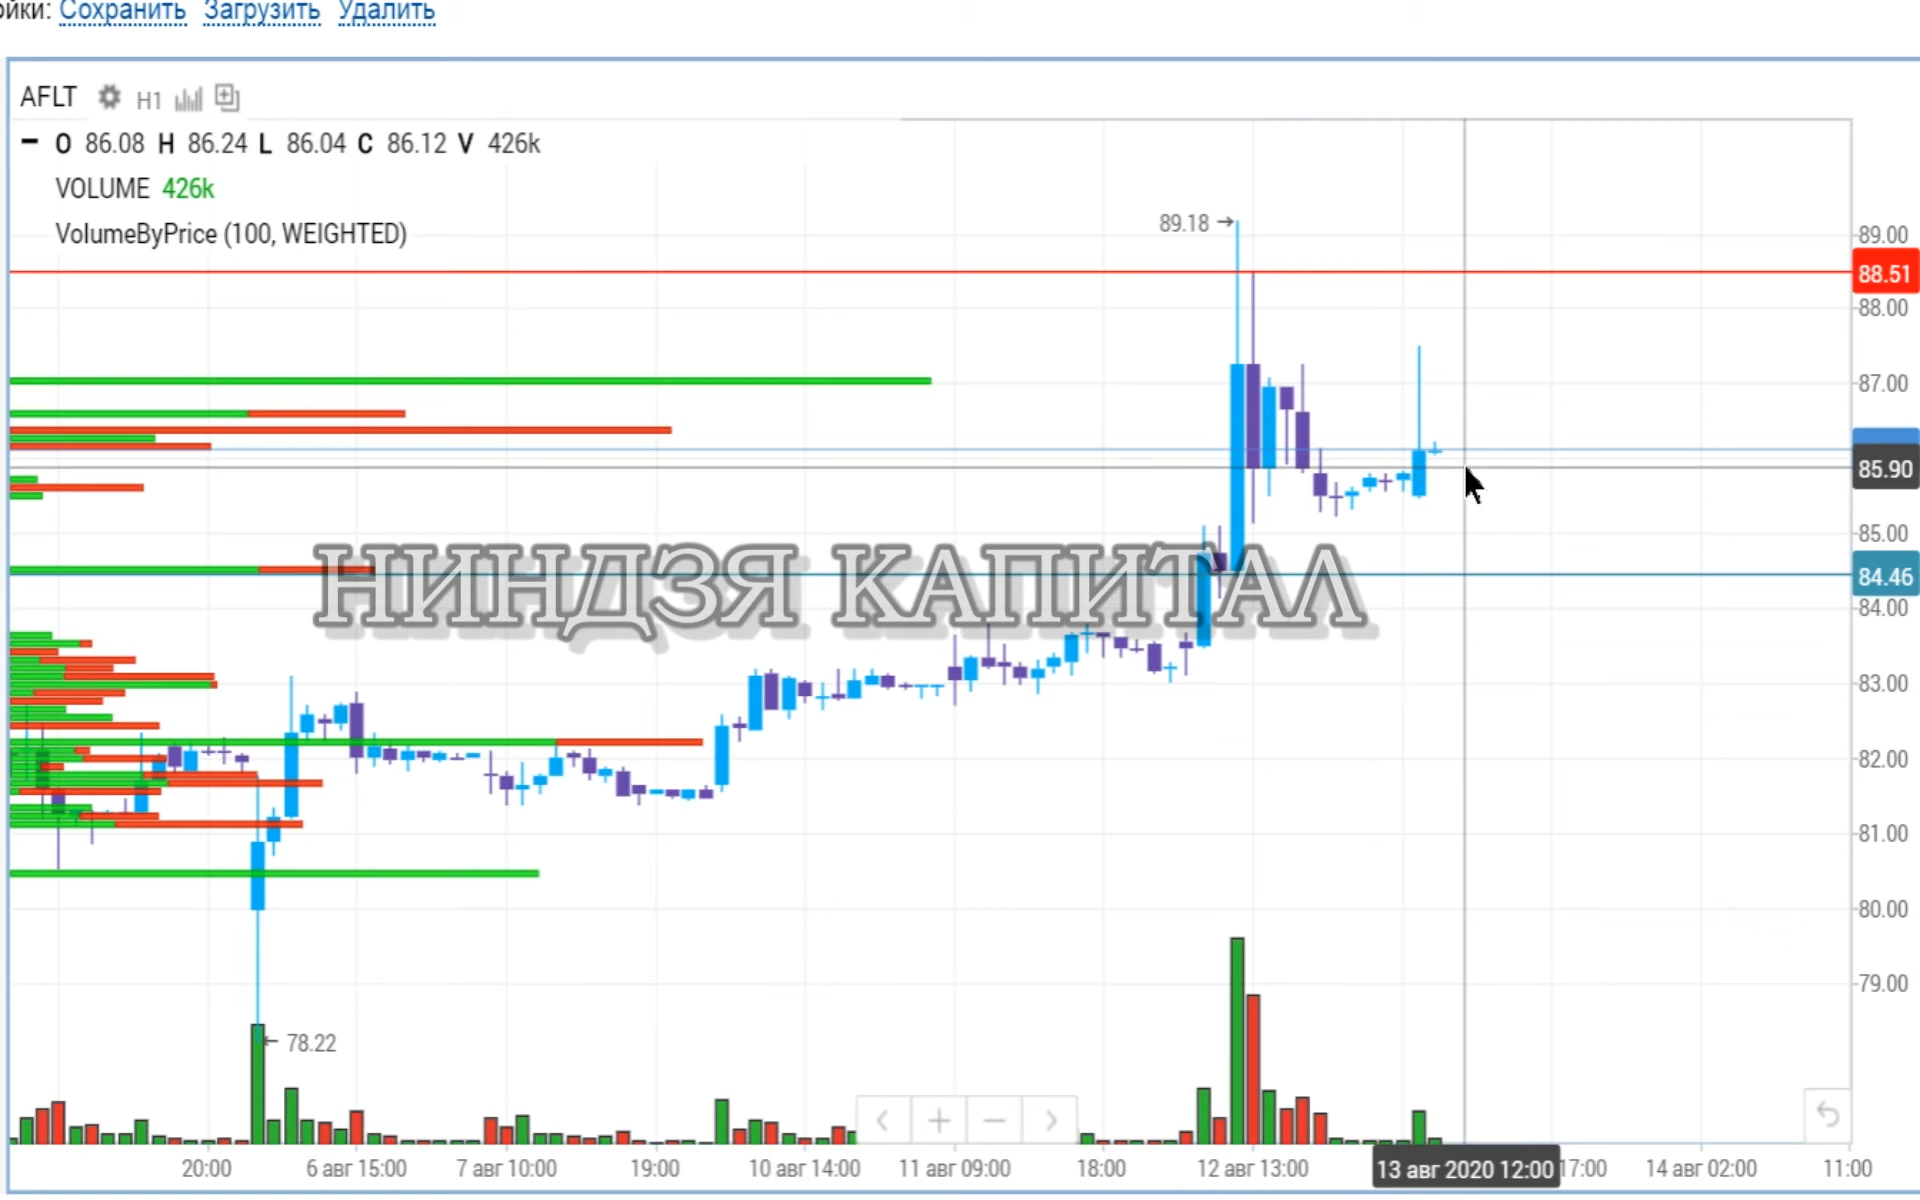 ойки: Сохранить Загрузить Удалить
AFLT H1
O 86.08 H 86.24 L 86.04 C 86.12 V 426k
VOLUME 426k
VolumeByPrice (100, WEIGHTED)
89.18
89.00
88.51
88.00
87.00
85.90
85.00
84.46
НИНДЗЯ КАПИТАЛ
84.00
83.00
82.00
81.00
80.00
79.00
78.22
20:00 6 авг 15:00 7 авг 10:00 19:00 10 авг 14:00 11 авг 09:00 18:00 12 авг 13:00 13 авг 2020 12:00 17:00 14 авг 02:00 11:00